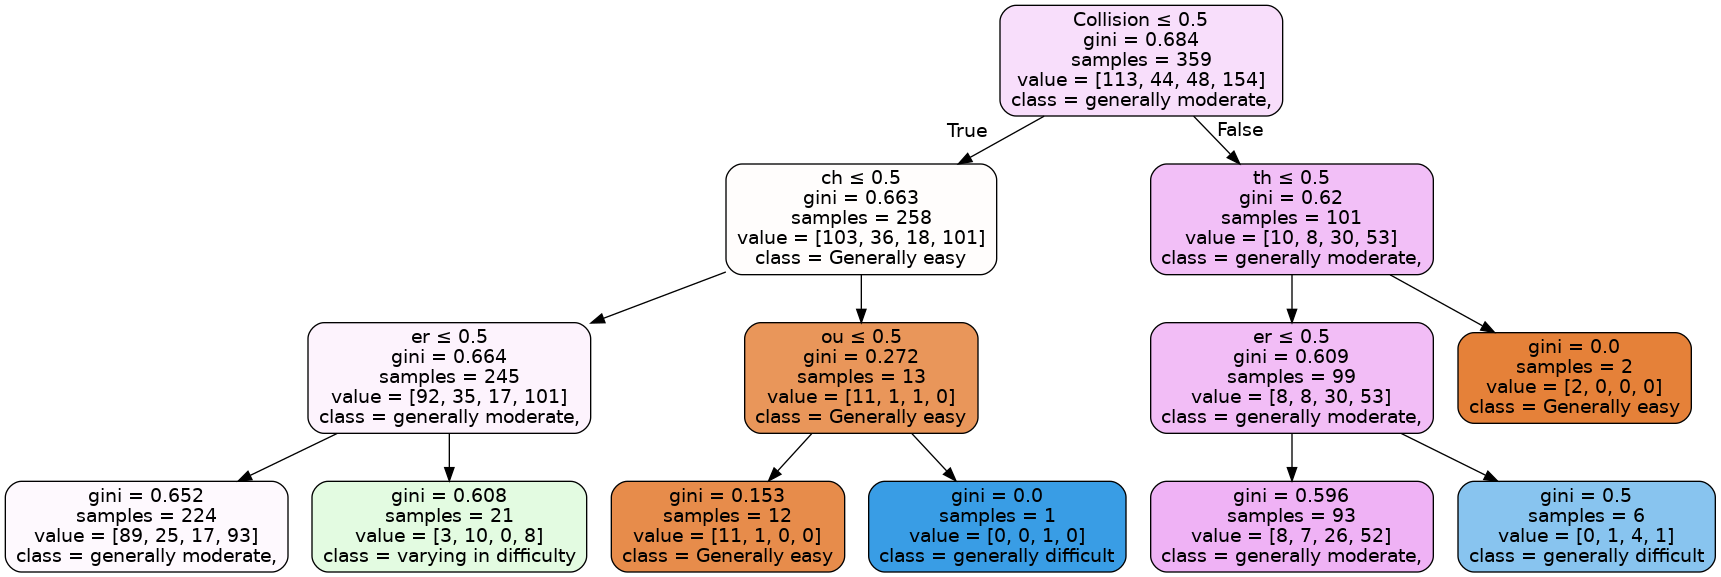 Collision ≤ 0.5
gini = 0.684
samples = 359
value = [113, 44, 48, 154]
class = generally moderate,
True
False
ch ≤ 0.5
gini = 0.663
samples = 258
value = [103, 36, 18, 101]
class = Generally easy
th ≤ 0.5
gini = 0.62
samples = 101
value = [10, 8, 30, 53]
class = generally moderate,
er ≤ 0.5
gini = 0.664
samples = 245
value = [92, 35, 17, 101]
class = generally moderate,
ou ≤ 0.5
gini = 0.272
samples = 13
value = [11, 1, 1, 0]
class = Generally easy
er ≤ 0.5
gini = 0.609
samples = 99
value = [8, 8, 30, 53]
class = generally moderate,
gini = 0.0
samples = 2
value = [2, 0, 0, 0]
class = Generally easy
gini = 0.652
samples = 224
value = [89, 25, 17, 93]
class = generally moderate,
gini = 0.608
samples = 21
value = [3, 10, 0, 8]
class = varying in difficulty
gini = 0.153
samples = 12
value = [11, 1, 0, 0]
class = Generally easy
gini = 0.0
samples = 1
value = [0, 0, 1, 0]
class = generally difficult
gini = 0.596
samples = 93
value = [8, 7, 26, 52]
class = generally moderate,
gini = 0.5
samples = 6
value = [0, 1, 4, 1]
class = generally difficult